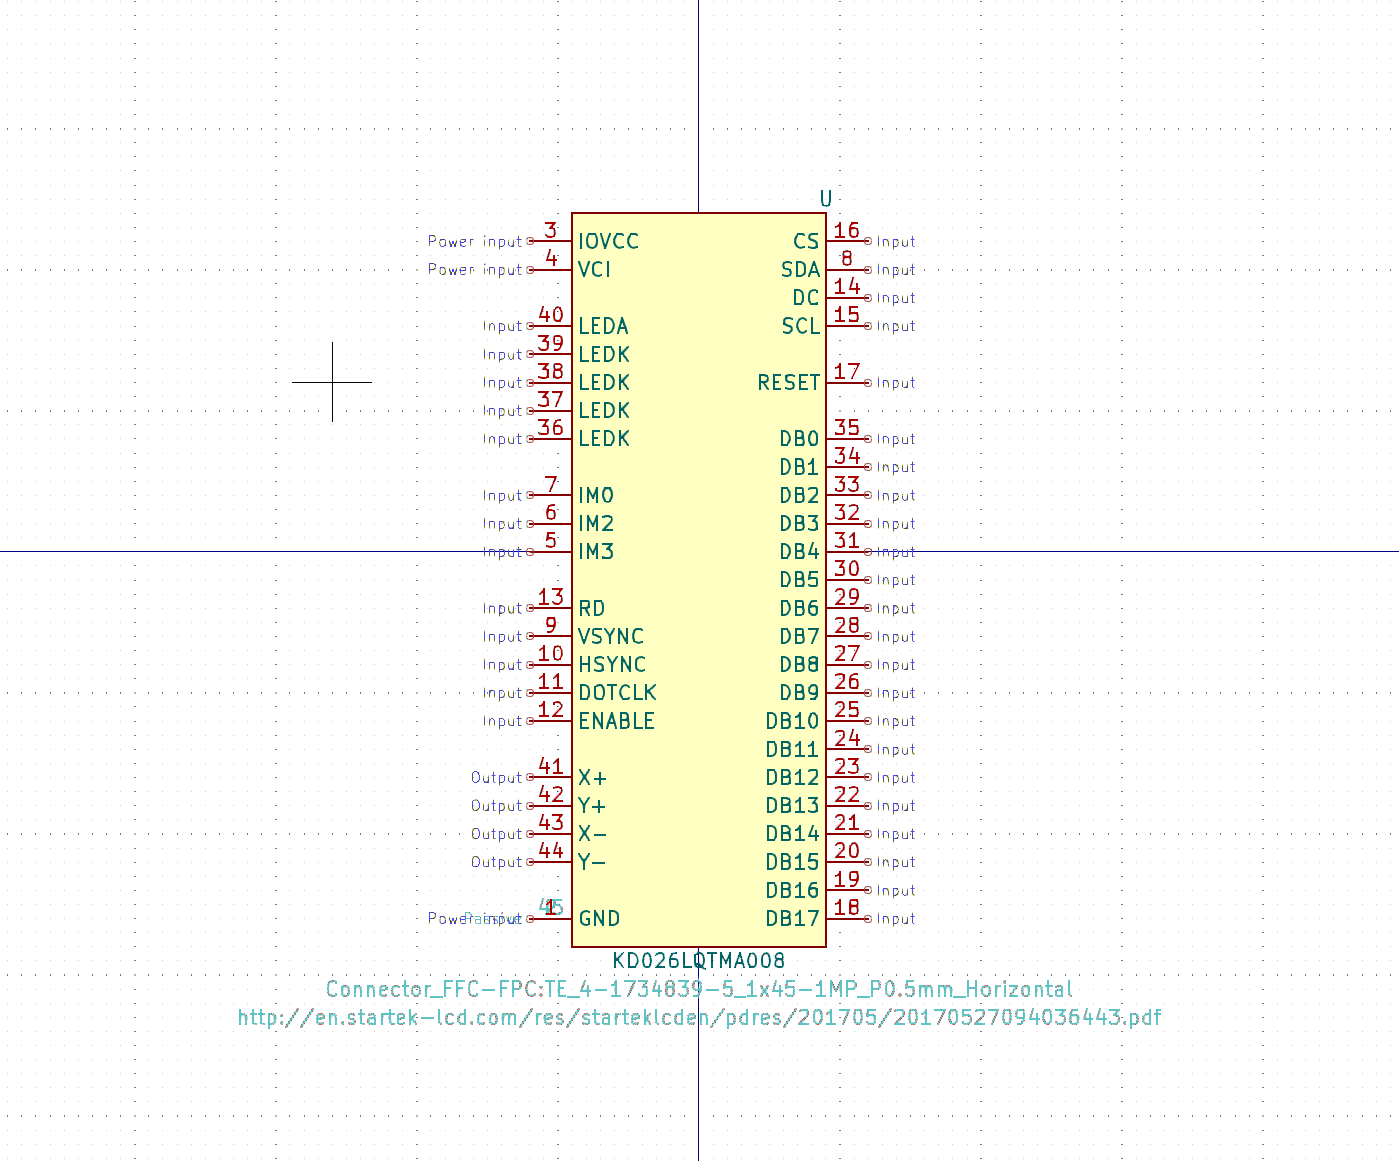 U
Power input 3 IOVCC CS 16 Input
Power input 4 VCI SDA 8 Input
DC 14 Input
Input 40 LEDA SCL 15 Input
Input 39 LEDK
Input 38 LEDK RESET 17 Input
Input 37 LEDK
Input 36 LEDK DB0 35 Input
DB1 34 Input
Input 7 IM0 DB2 33 Input
Input 6 IM2 DB3 32 Input
Input 5 IM3 DB4 31 Input
DB5 30 Input
Input 13 RD DB6 29 Input
Input 9 VSYNC DB7 28 Input
Input 10 HSYNC DB8 27 Input
Input 11 DOTCLK DB9 26 Input
Input 12 ENABLE DB10 25 Input
DB11 24 Input
Output 41 X+ DB12 23 Input
Output 42 Y+ DB13 22 Input
Output 43 X- DB14 21 Input
Output 44 Y- DB15 20 Input
DB16 19 Input
Power input 1 45 GND DB17 18 Input
KD026LQTMA008
Connector_FFC-FPC:TE_4-1734839-5_1x45-1MP_P0.5mm_Horizontal
http://en.startek-lcd.com/res/starteklcden/pdres/201705/20170527094036443.pdf